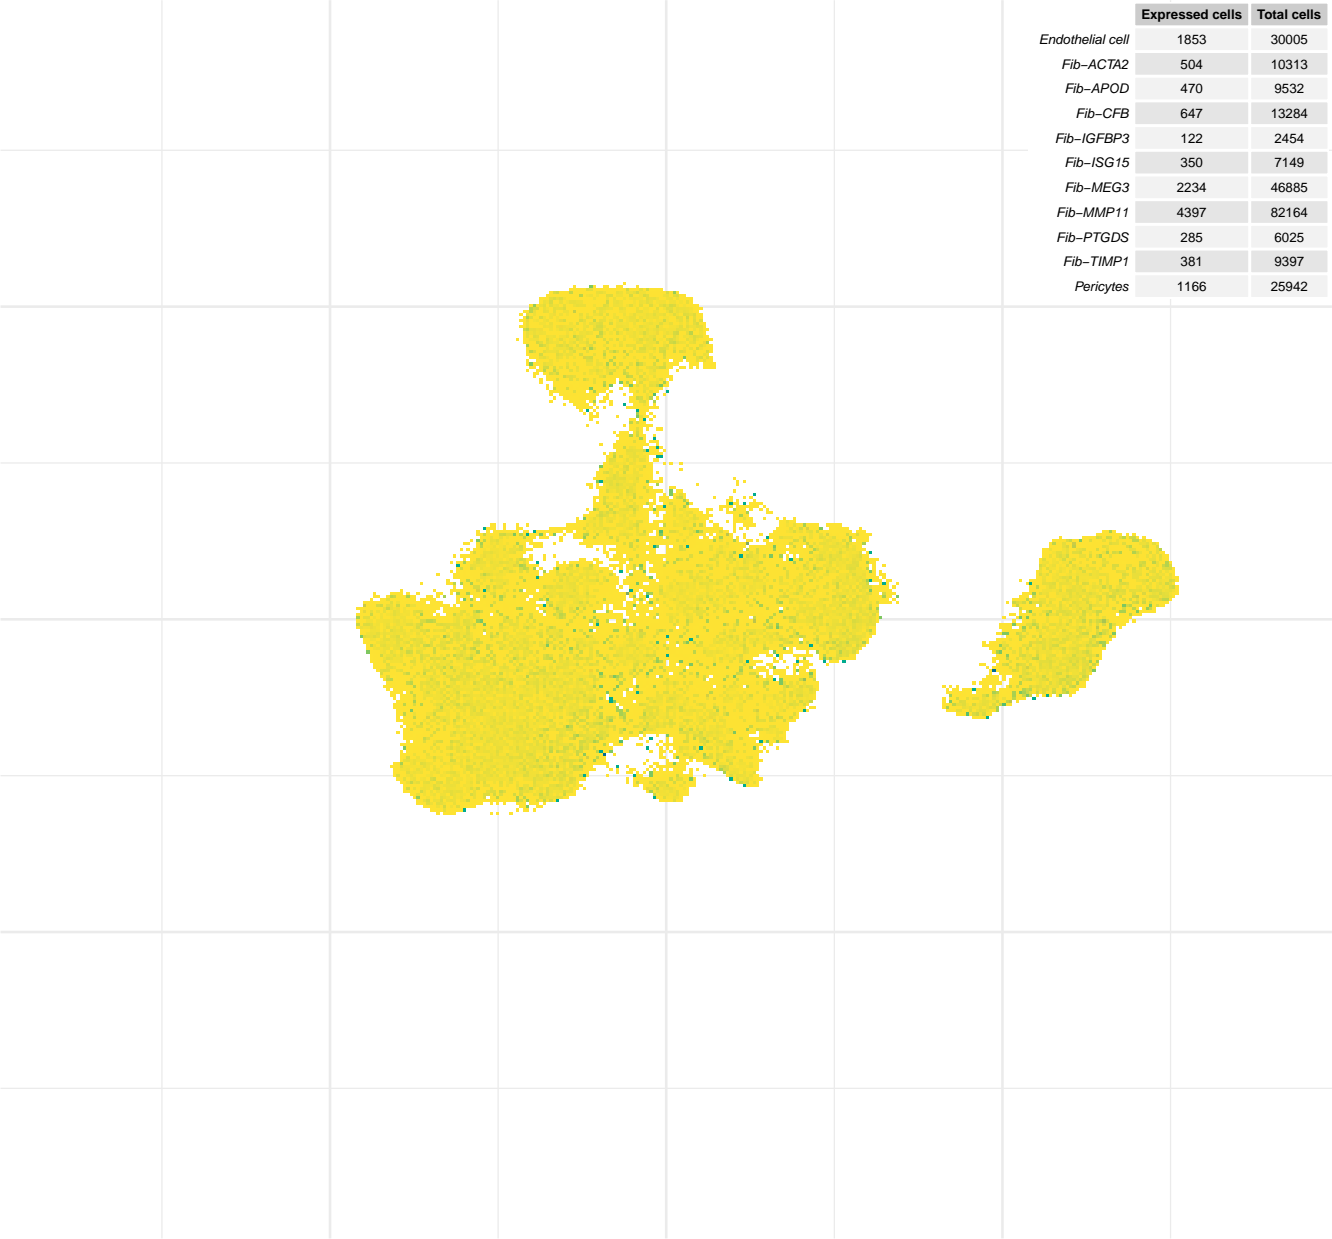 Expressed cells Total cells
Endothelial cell 1853 30005
Fib−ACTA2 504 10313
Fib−APOD 470 9532
Fib−CFB 647 13284
Fib−IGFBP3 122 2454
Fib−ISG15 350 7149
Fib−MEG3 2234 46885
Fib−MMP11 4397 82164
Fib−PTGDS 285 6025
Fib−TIMP1 381 9397
Pericytes 1166 25942